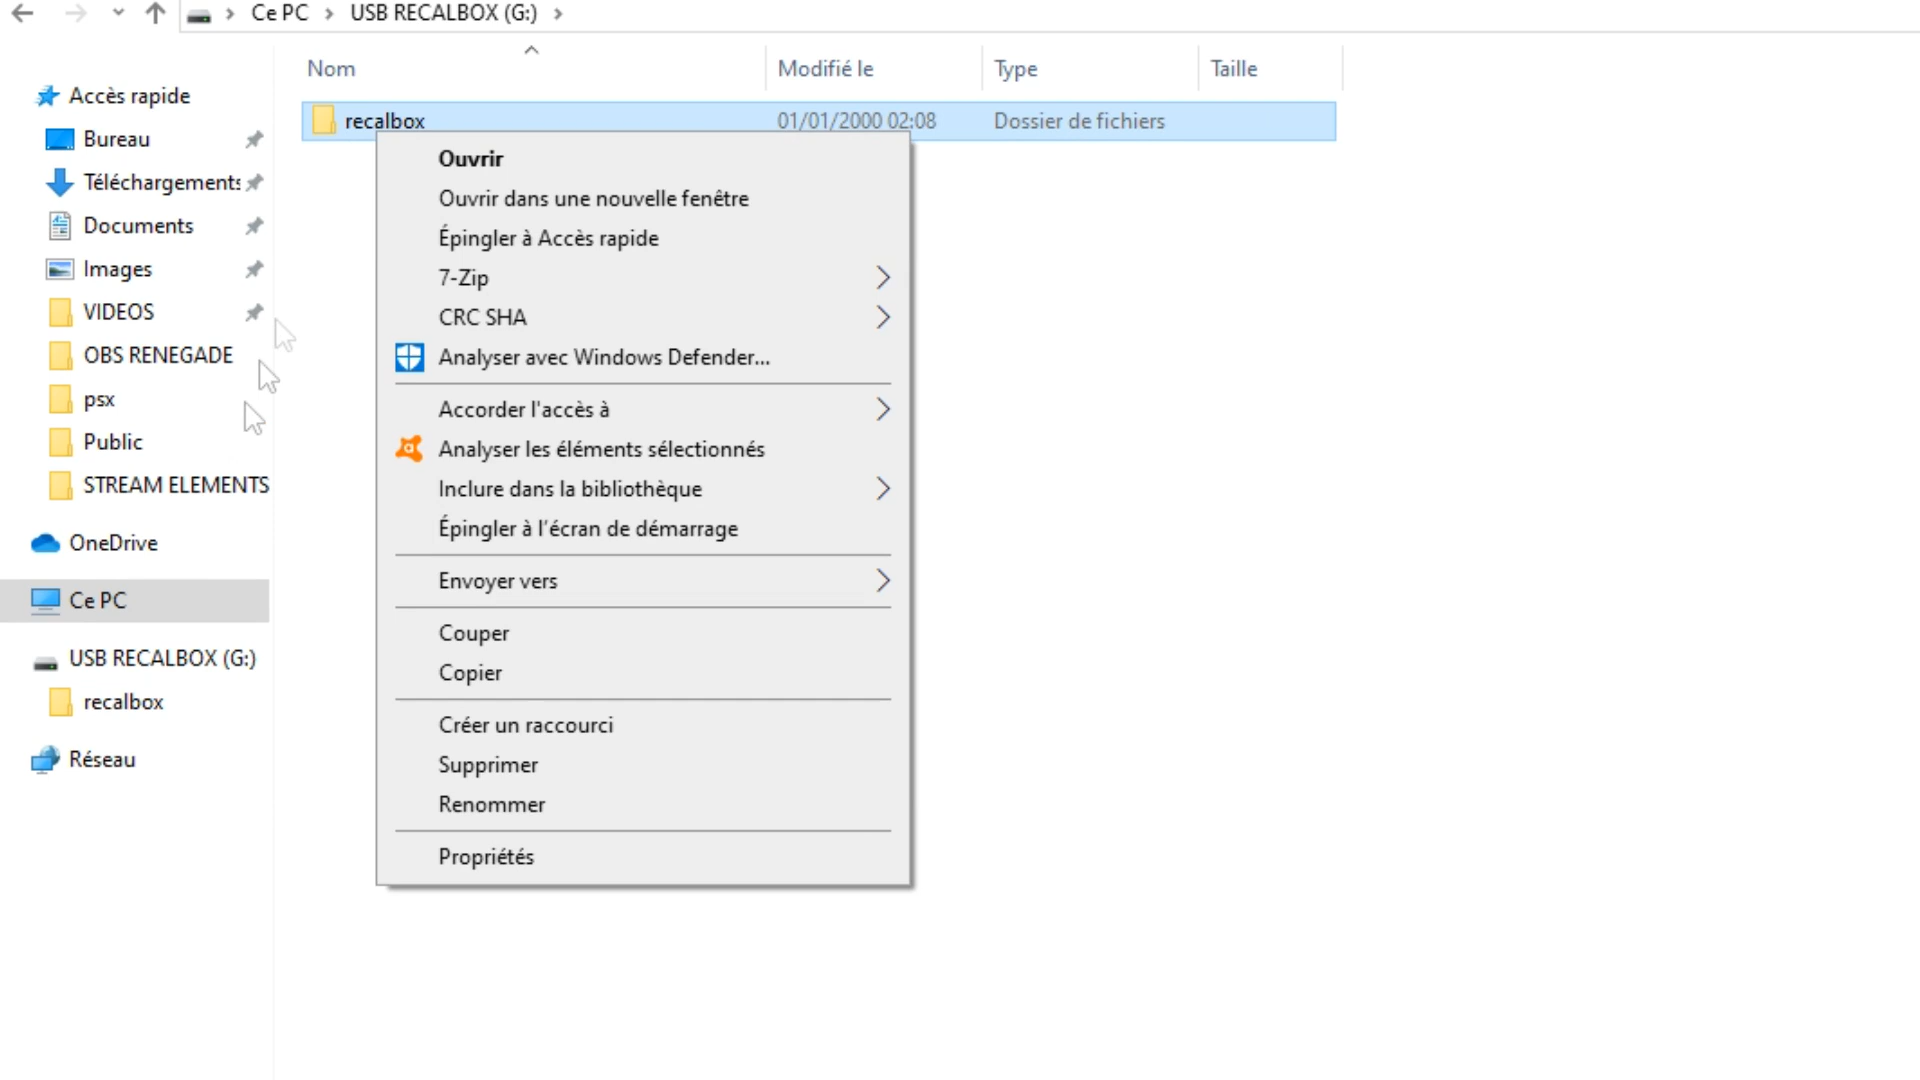 Ce PC > USB RECALBOX (G:) >
Nom Modifié le Type Taille
Accès rapide
Bureau
Téléchargements
Documents
Images
VIDEOS
OBS RENEGADE
psx
Public
STREAM ELEMENTS
OneDrive
Ce PC
USB RECALBOX (G:)
recalbox
Réseau
recalbox 01/01/2000 02:08 Dossier de fichiers
Ouvrir
Ouvrir dans une nouvelle fenêtre
Épingler à Accès rapide
7-Zip
CRC SHA
Analyser avec Windows Defender...
Accorder l'accès à
Analyser les éléments sélectionnés
Inclure dans la bibliothèque
Épingler à l'écran de démarrage
Envoyer vers
Couper
Copier
Créer un raccourci
Supprimer
Renommer
Propriétés